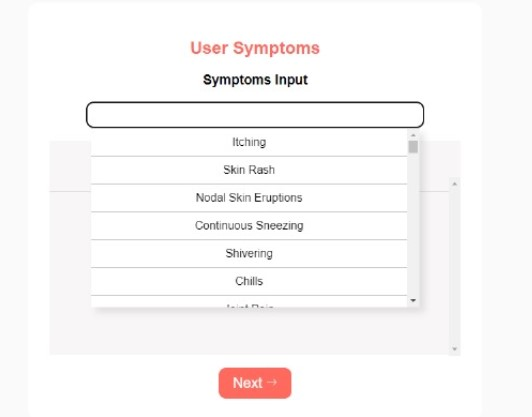 User Symptoms
Symptoms Input
Itching
Skin Rash
Nodal Skin Eruptions
Continuous Sneezing
Shivering
Chills
Next →